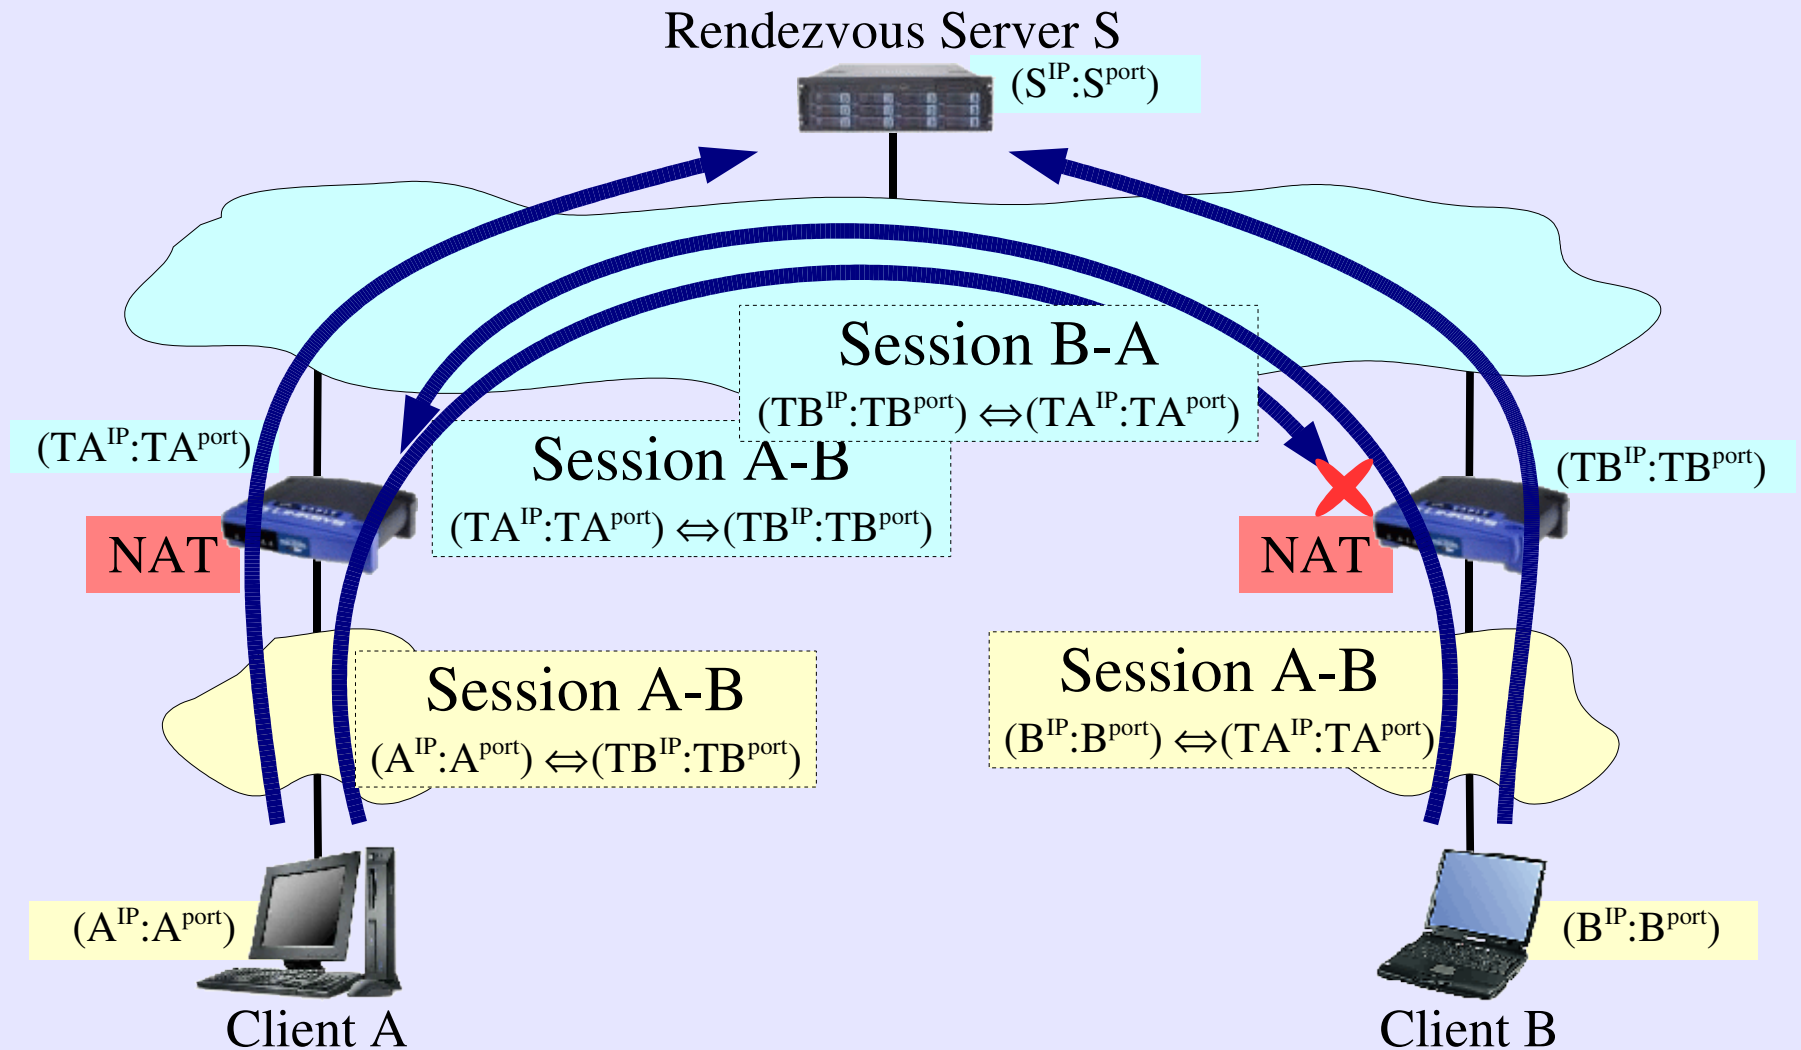 Rendezvous Server S
(S^IP:S^port)
Session B-A
(TB^IP:TB^port) ⇔(TA^IP:TA^port)
(TA^IP:TA^port)
Session A-B
(TA^IP:TA^port) ⇔(TB^IP:TB^port)
(TB^IP:TB^port)
LINKSYS
NAT
NAT
Session A-B
(A^IP:A^port) ⇔(TB^IP:TB^port)
Session A-B
(B^IP:B^port) ⇔(TA^IP:TA^port)
(A^IP:A^port)
(B^IP:B^port)
Client A
Client B